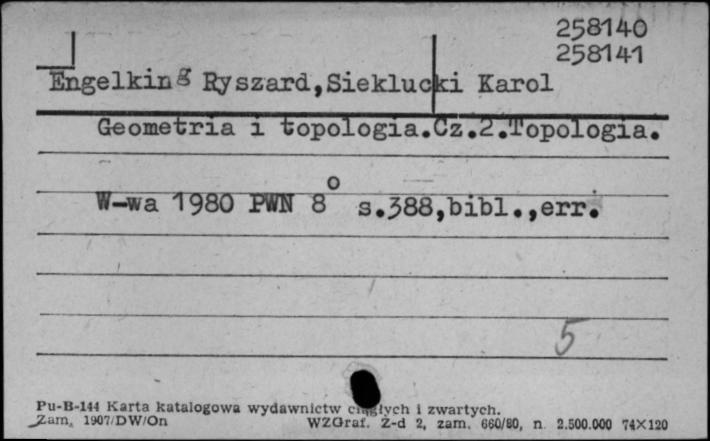 258140
258141
Engelking Ryszard,Sieklucki Karol
Geometria i topologia.Cz.2.Topologia.
W-wa 1980 PWN 8° s.388,bibl.,err.
5
Pu-B-144 Karta katalogowa wydawnictw ciągłych i zwartych.
Zam. 1907/DW/On WZGraf. Z-d 2, zam. 660/80, n. 2.500.000 74×120